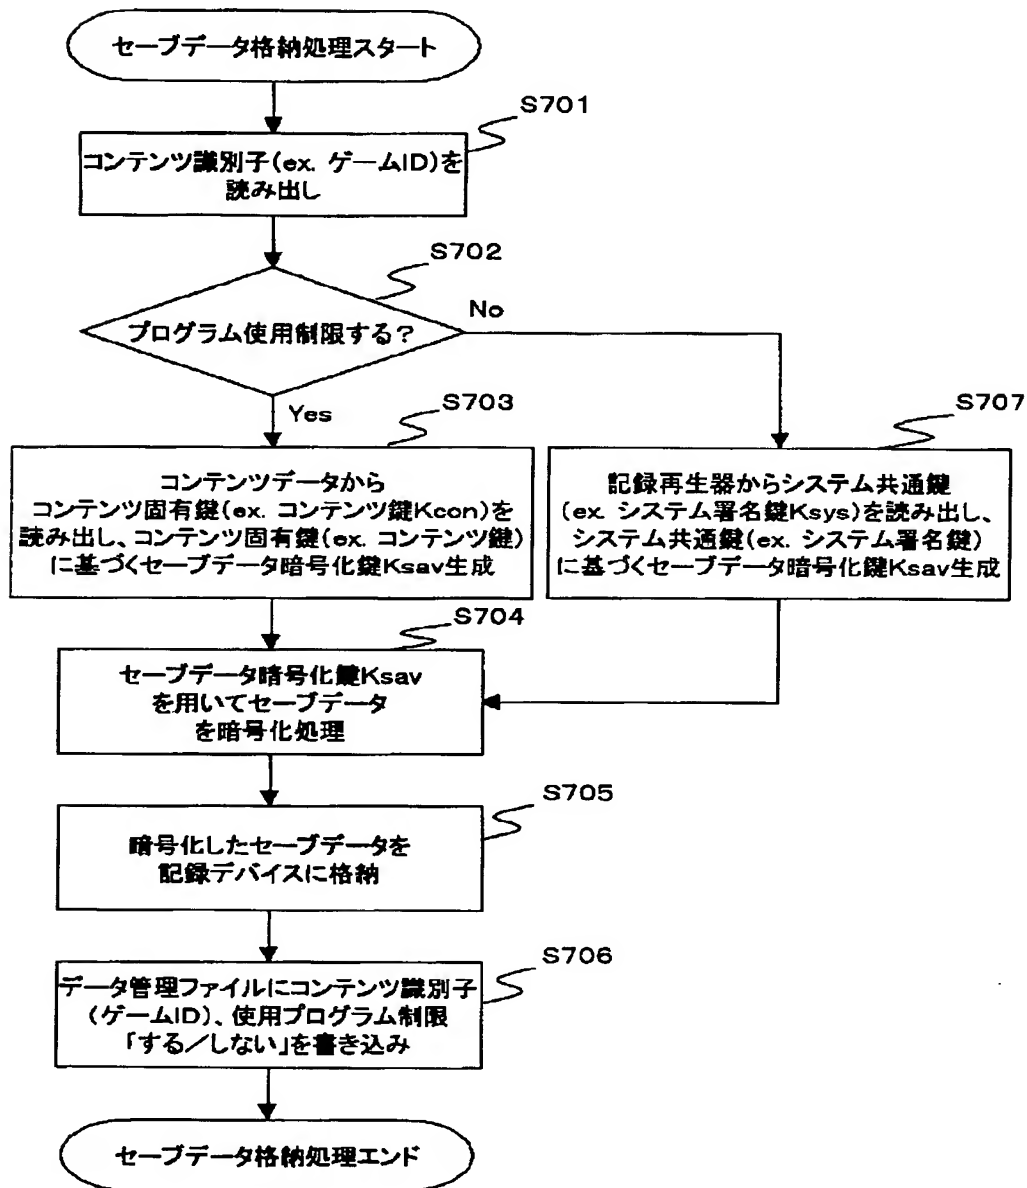 セーブデータ格納処理スタート
S701
コンテンツ識別子(ex. ゲームID)を
読み出し
S702
プログラム使用制限する?
No
Yes
S703
コンテンツデータから
コンテンツ固有鍵(ex. コンテンツ鍵Kcon)を
読み出し、コンテンツ固有鍵(ex. コンテンツ鍵)
に基づくセーブデータ暗号化鍵Ksav生成
S707
記録再生器からシステム共通鍵
(ex. システム署名鍵Ksys)を読み出し、
システム共通鍵(ex. システム署名鍵)
に基づくセーブデータ暗号化鍵Ksav生成
S704
セーブデータ暗号化鍵Ksav
を用いてセーブデータ
を暗号化処理
S705
暗号化したセーブデータを
記録デバイスに格納
S706
データ管理ファイルにコンテンツ識別子
(ゲームID)、使用プログラム制限
「する/しない」を書き込み
セーブデータ格納処理エンド